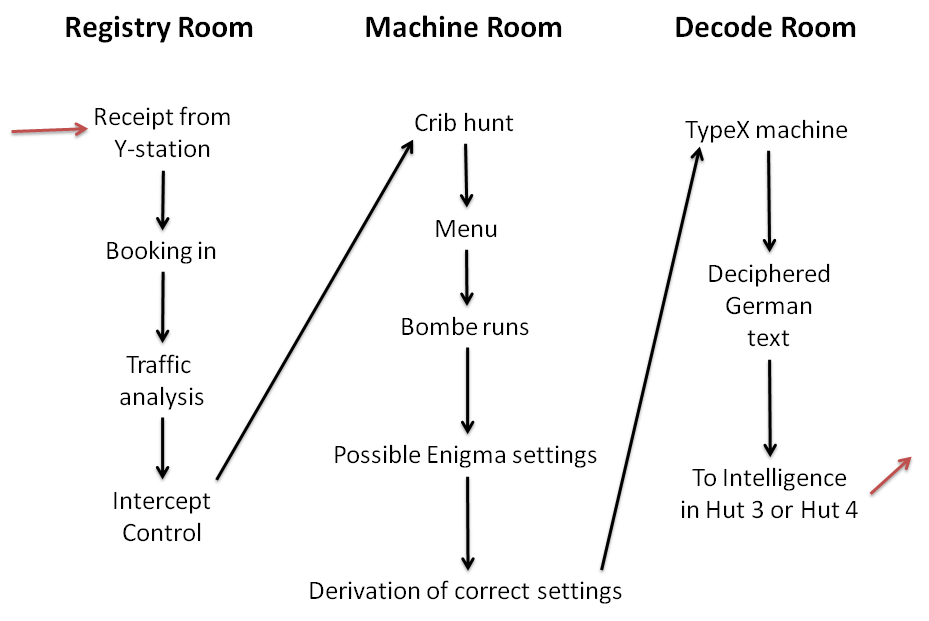 Registry Room
Receipt from
Y-station
Booking in
Traffic
analysis
Intercept
Control
Machine Room
Crib hunt
Menu
Bombe runs
Possible Enigma settings
Derivation of correct settings
Decode Room
TypeX machine
Deciphered
German
text
To Intelligence
in Hut 3 or Hut 4